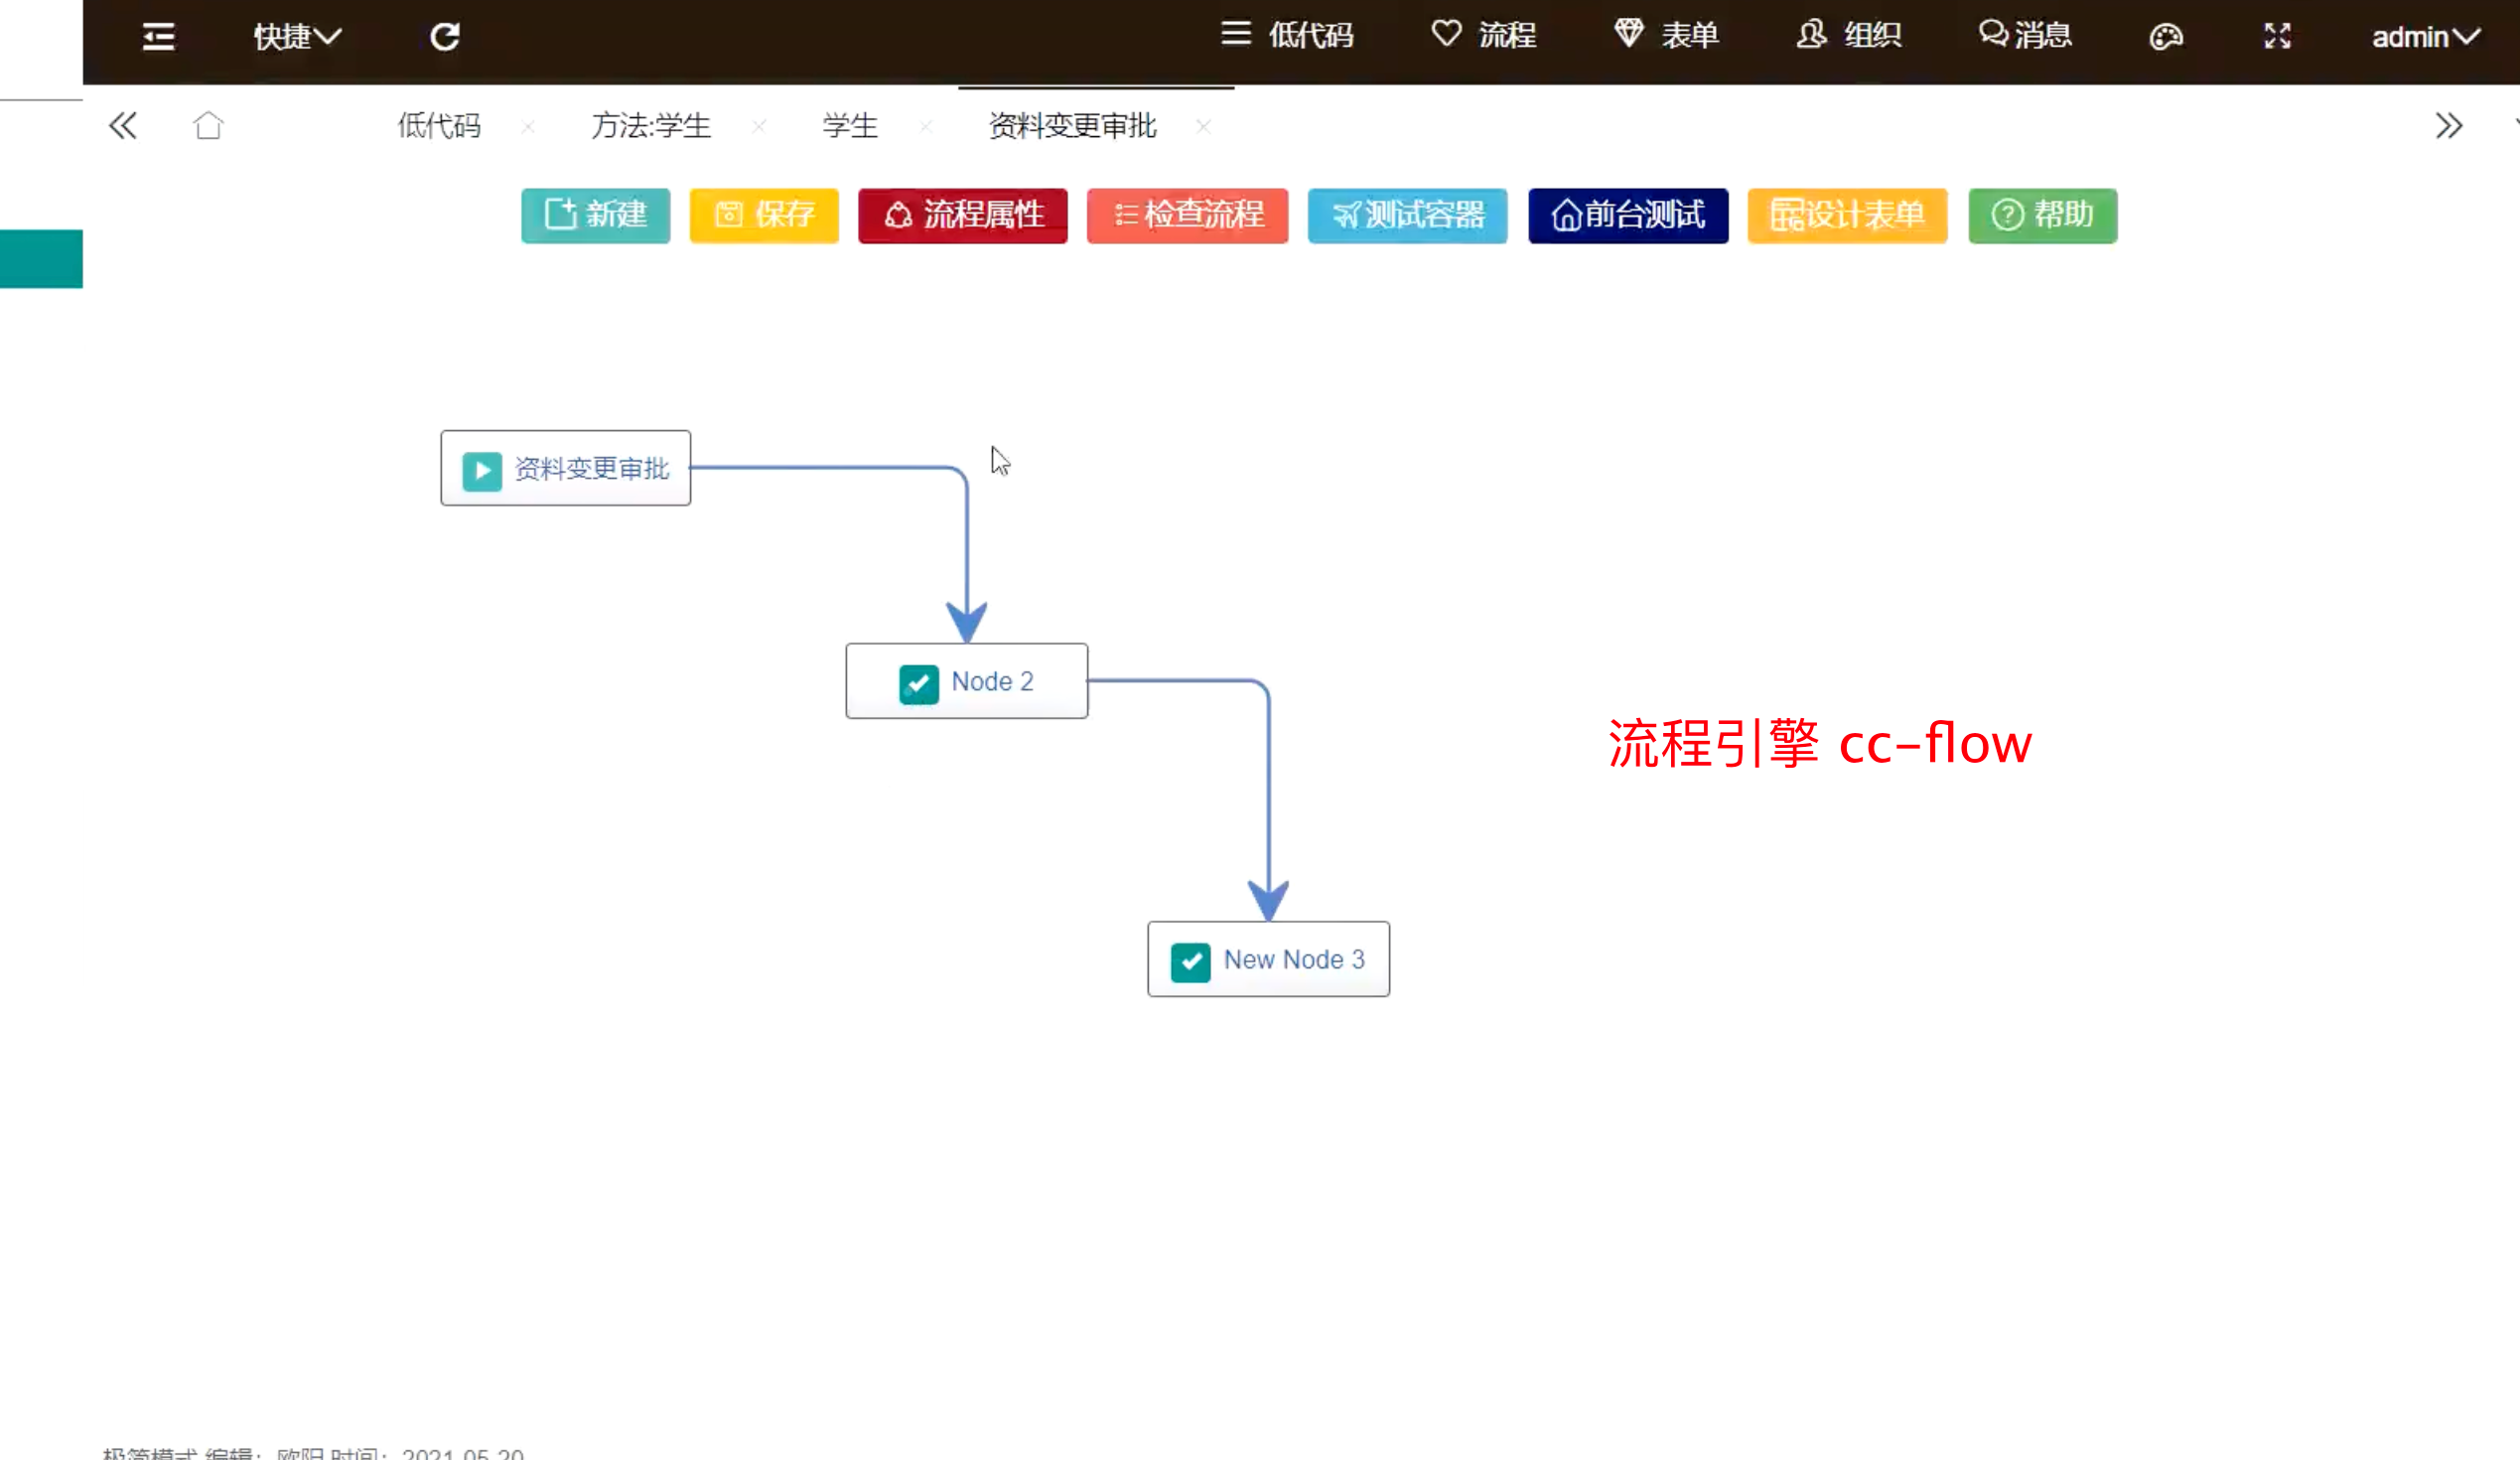 快捷 低代码 流程 表单 组织 消息 admin
低代码 方法:学生 学生 资料变更审批
新建 保存 流程属性 检查流程 测试容器 前台测试 设计表单 帮助
资料变更审批
Node 2
流程引擎 cc-flow
New Node 3
极简模式 编辑：欧阳 时间：2021-05-20